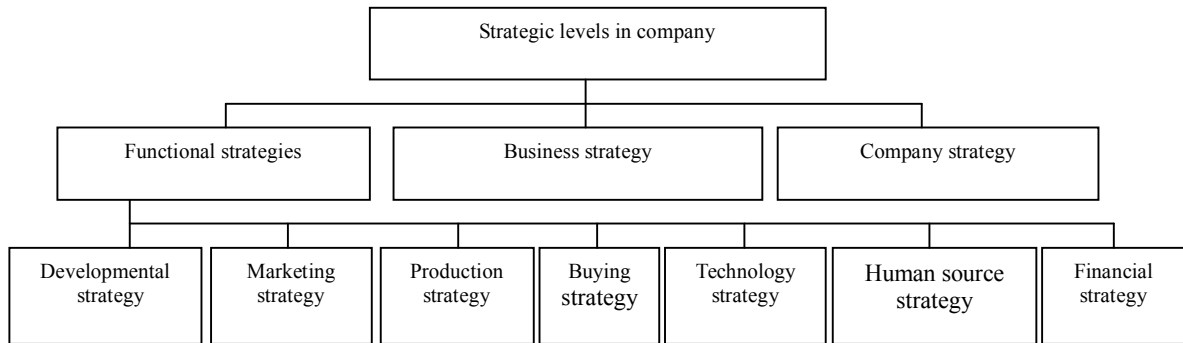 Strategic levels in company
Functional strategies
Business strategy
Company strategy
Developmental
strategy
Marketing
strategy
Production
strategy
Buying
strategy
Technology
strategy
Human source
strategy
Financial
strategy